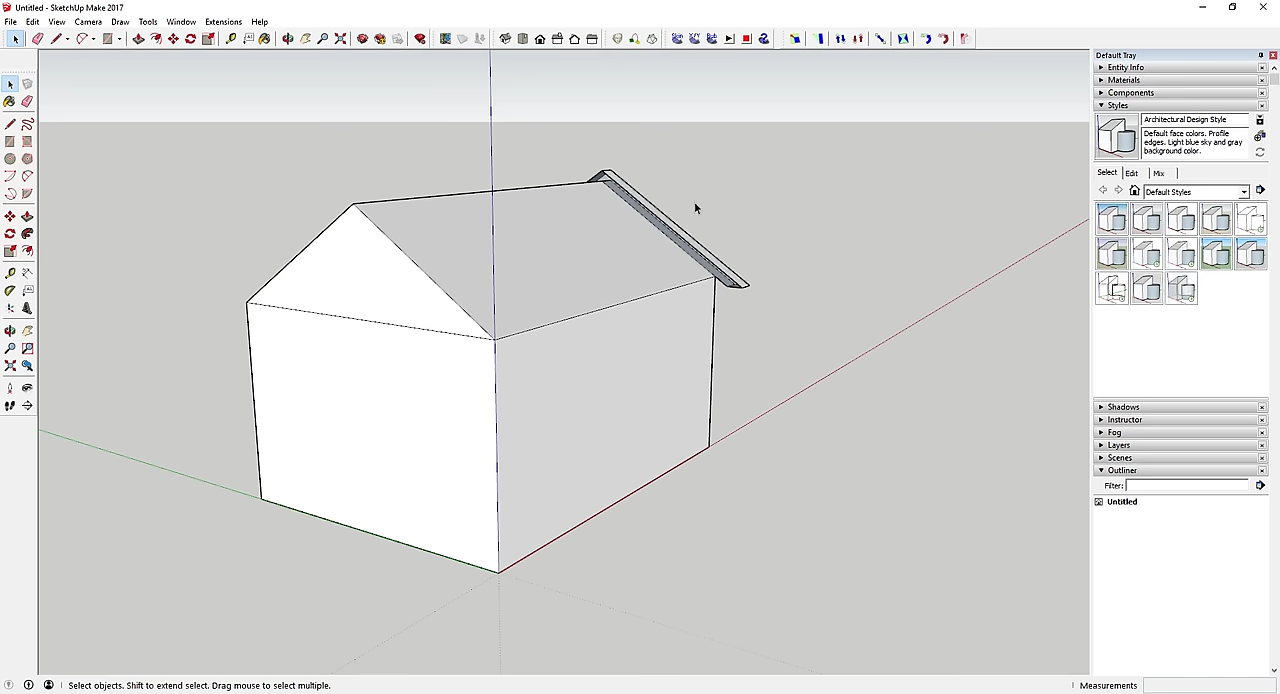 Untitled - SketchUp Make 2017
File Edit View Camera Draw Tools Window Extensions Help
Default Tray
Entity Info
Materials
Components
Styles
Architectural Design Style
Default face colors. Profile
edges. Light blue sky and gray
background color.
Select Edit Mix
Default Styles
Shadows
Instructor
Fog
Layers
Scenes
Outliner
Filter:
Untitled
Select objects. Shift to extend select. Drag mouse to select multiple.
Measurements